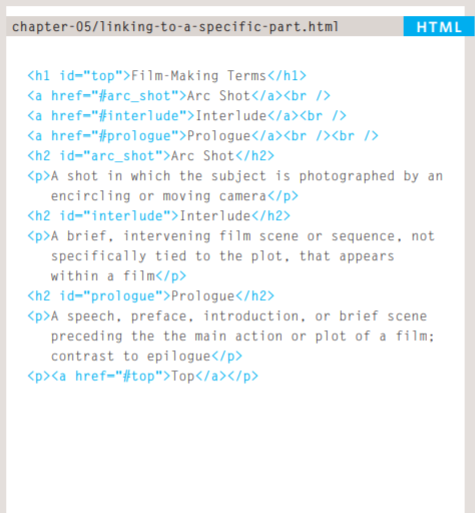 chapter-05/linking-to-a-specific-part.html HTML
<h1 id="top">Film-Making Terms</h1>
<a href="#arc_shot">Arc Shot</a><br />
<a href="#interlude">Interlude</a><br />
<a href="#prologue">Prologue</a><br /><br />
<h2 id="arc_shot">Arc Shot</h2>
<p>A shot in which the subject is photographed by an
encircling or moving camera</p>
<h2 id="interlude">Interlude</h2>
<p>A brief, intervening film scene or sequence, not
specifically tied to the plot, that appears
within a film</p>
<h2 id="prologue">Prologue</h2>
<p>A speech, preface, introduction, or brief scene
preceding the the main action or plot of a film;
contrast to epilogue</p>
<p><a href="#top">Top</a></p>